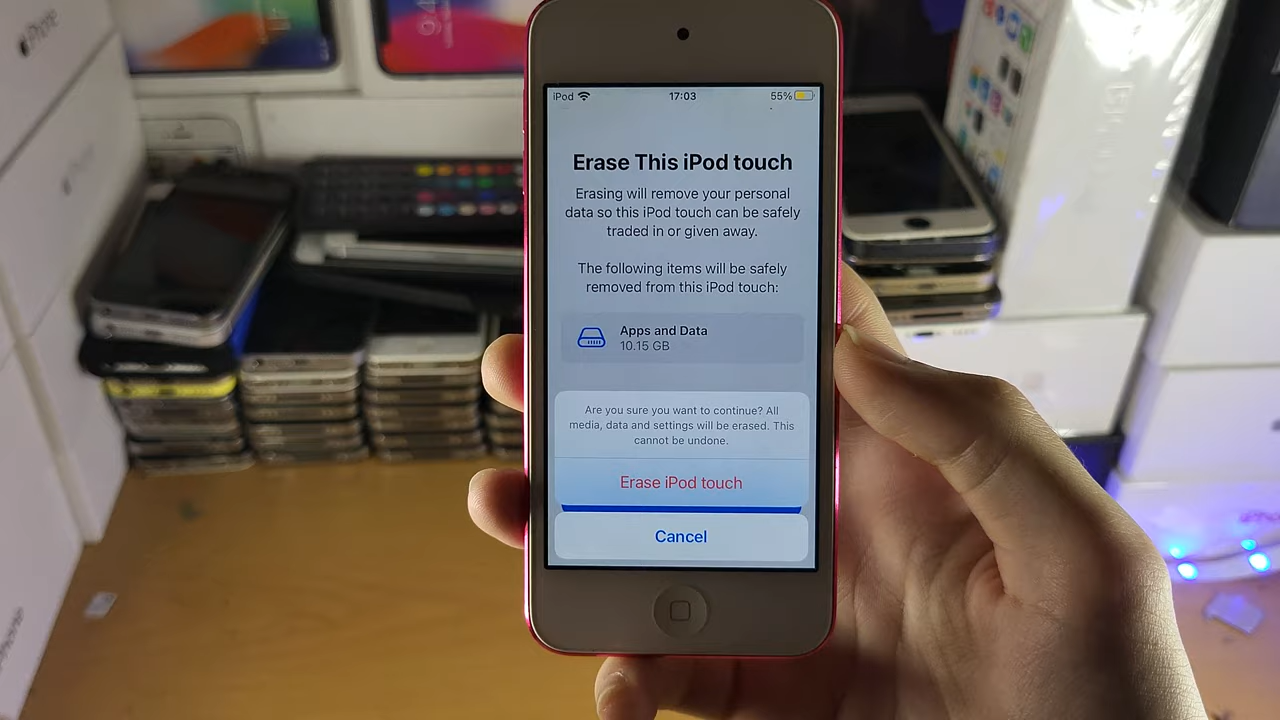 iPhone
iPod 17:03 55%
Erase This iPod touch
Erasing will remove your personal
data so this iPod touch can be safely
traded in or given away.
The following items will be safely
removed from this iPod touch:
Apps and Data
10.15 GB
Are you sure you want to continue? All
media, data and settings will be erased. This
cannot be undone.
Erase iPod touch
Cancel
iPhone